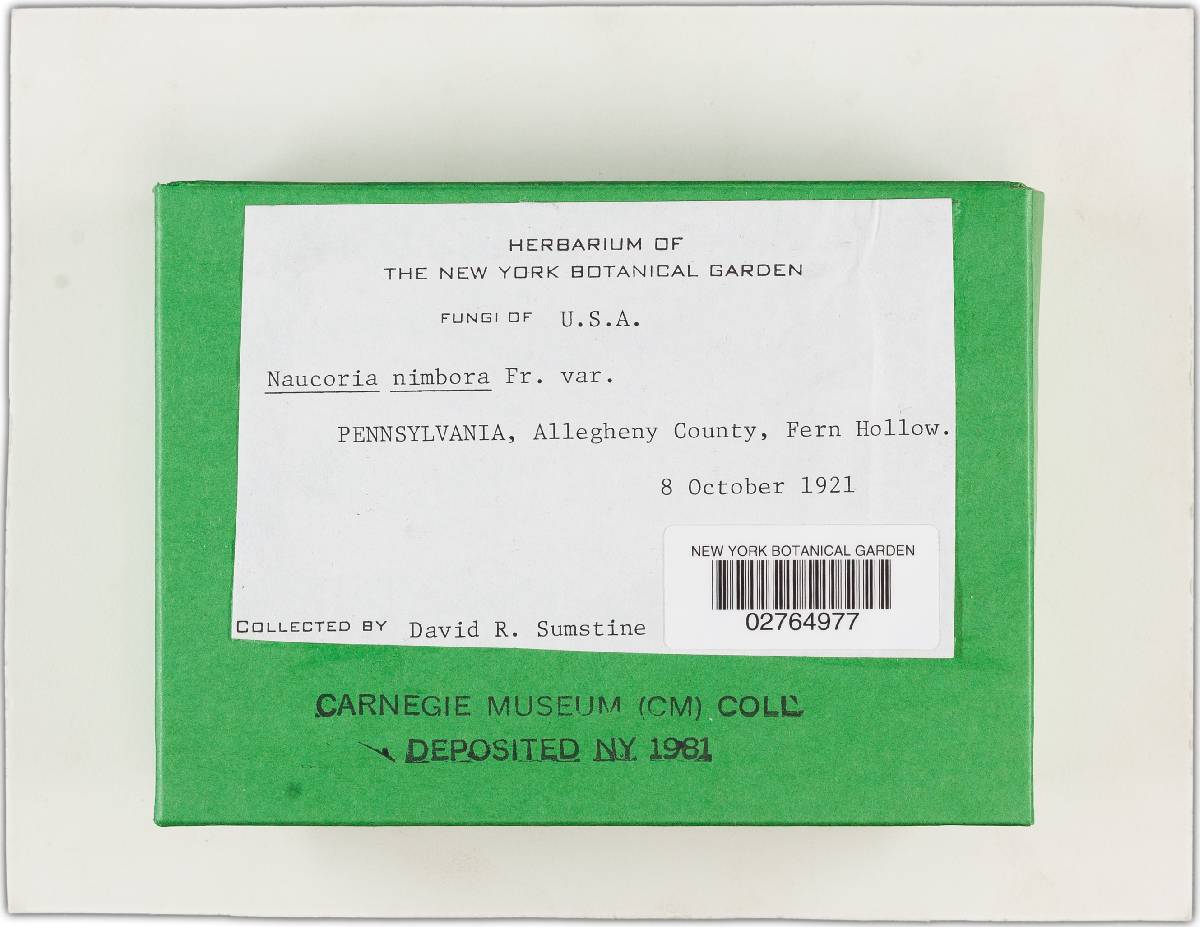 HERBARIUM OF
THE NEW YORK BOTANICAL GARDEN
FUNGI OF U.S.A.
Naucoria nimbora Fr. var.
PENNSYLVANIA, Allegheny County, Fern Hollow.
8 October 1921
NEW YORK BOTANICAL GARDEN
02764977
COLLECTED BY David R. Sumstine
CARNEGIE MUSEUM (CM) COLL
DEPOSITED NY 1981